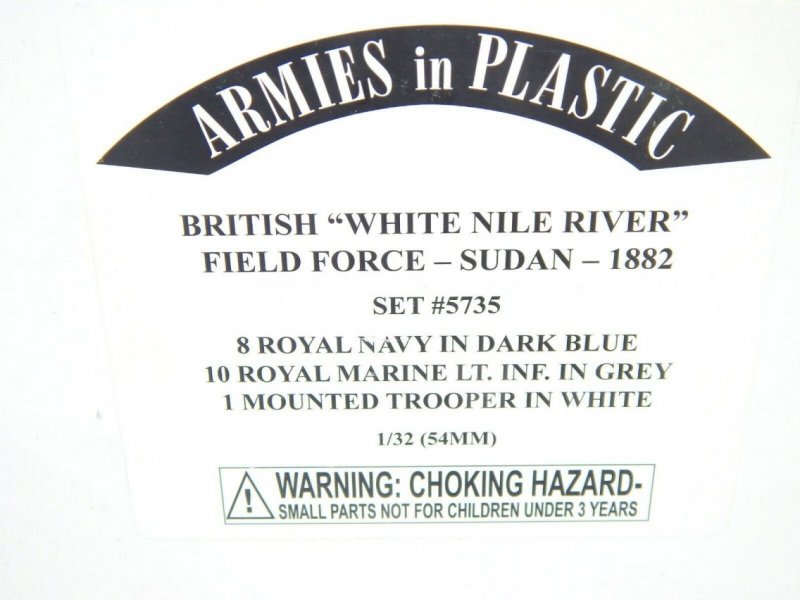 ARMIES in PLASTIC
BRITISH “WHITE NILE RIVER”
FIELD FORCE – SUDAN – 1882
SET #5735
8 ROYAL NAVY IN DARK BLUE
10 ROYAL MARINE LT. INF. IN GREY
1 MOUNTED TROOPER IN WHITE
1/32 (54MM)
WARNING: CHOKING HAZARD-
SMALL PARTS NOT FOR CHILDREN UNDER 3 YEARS